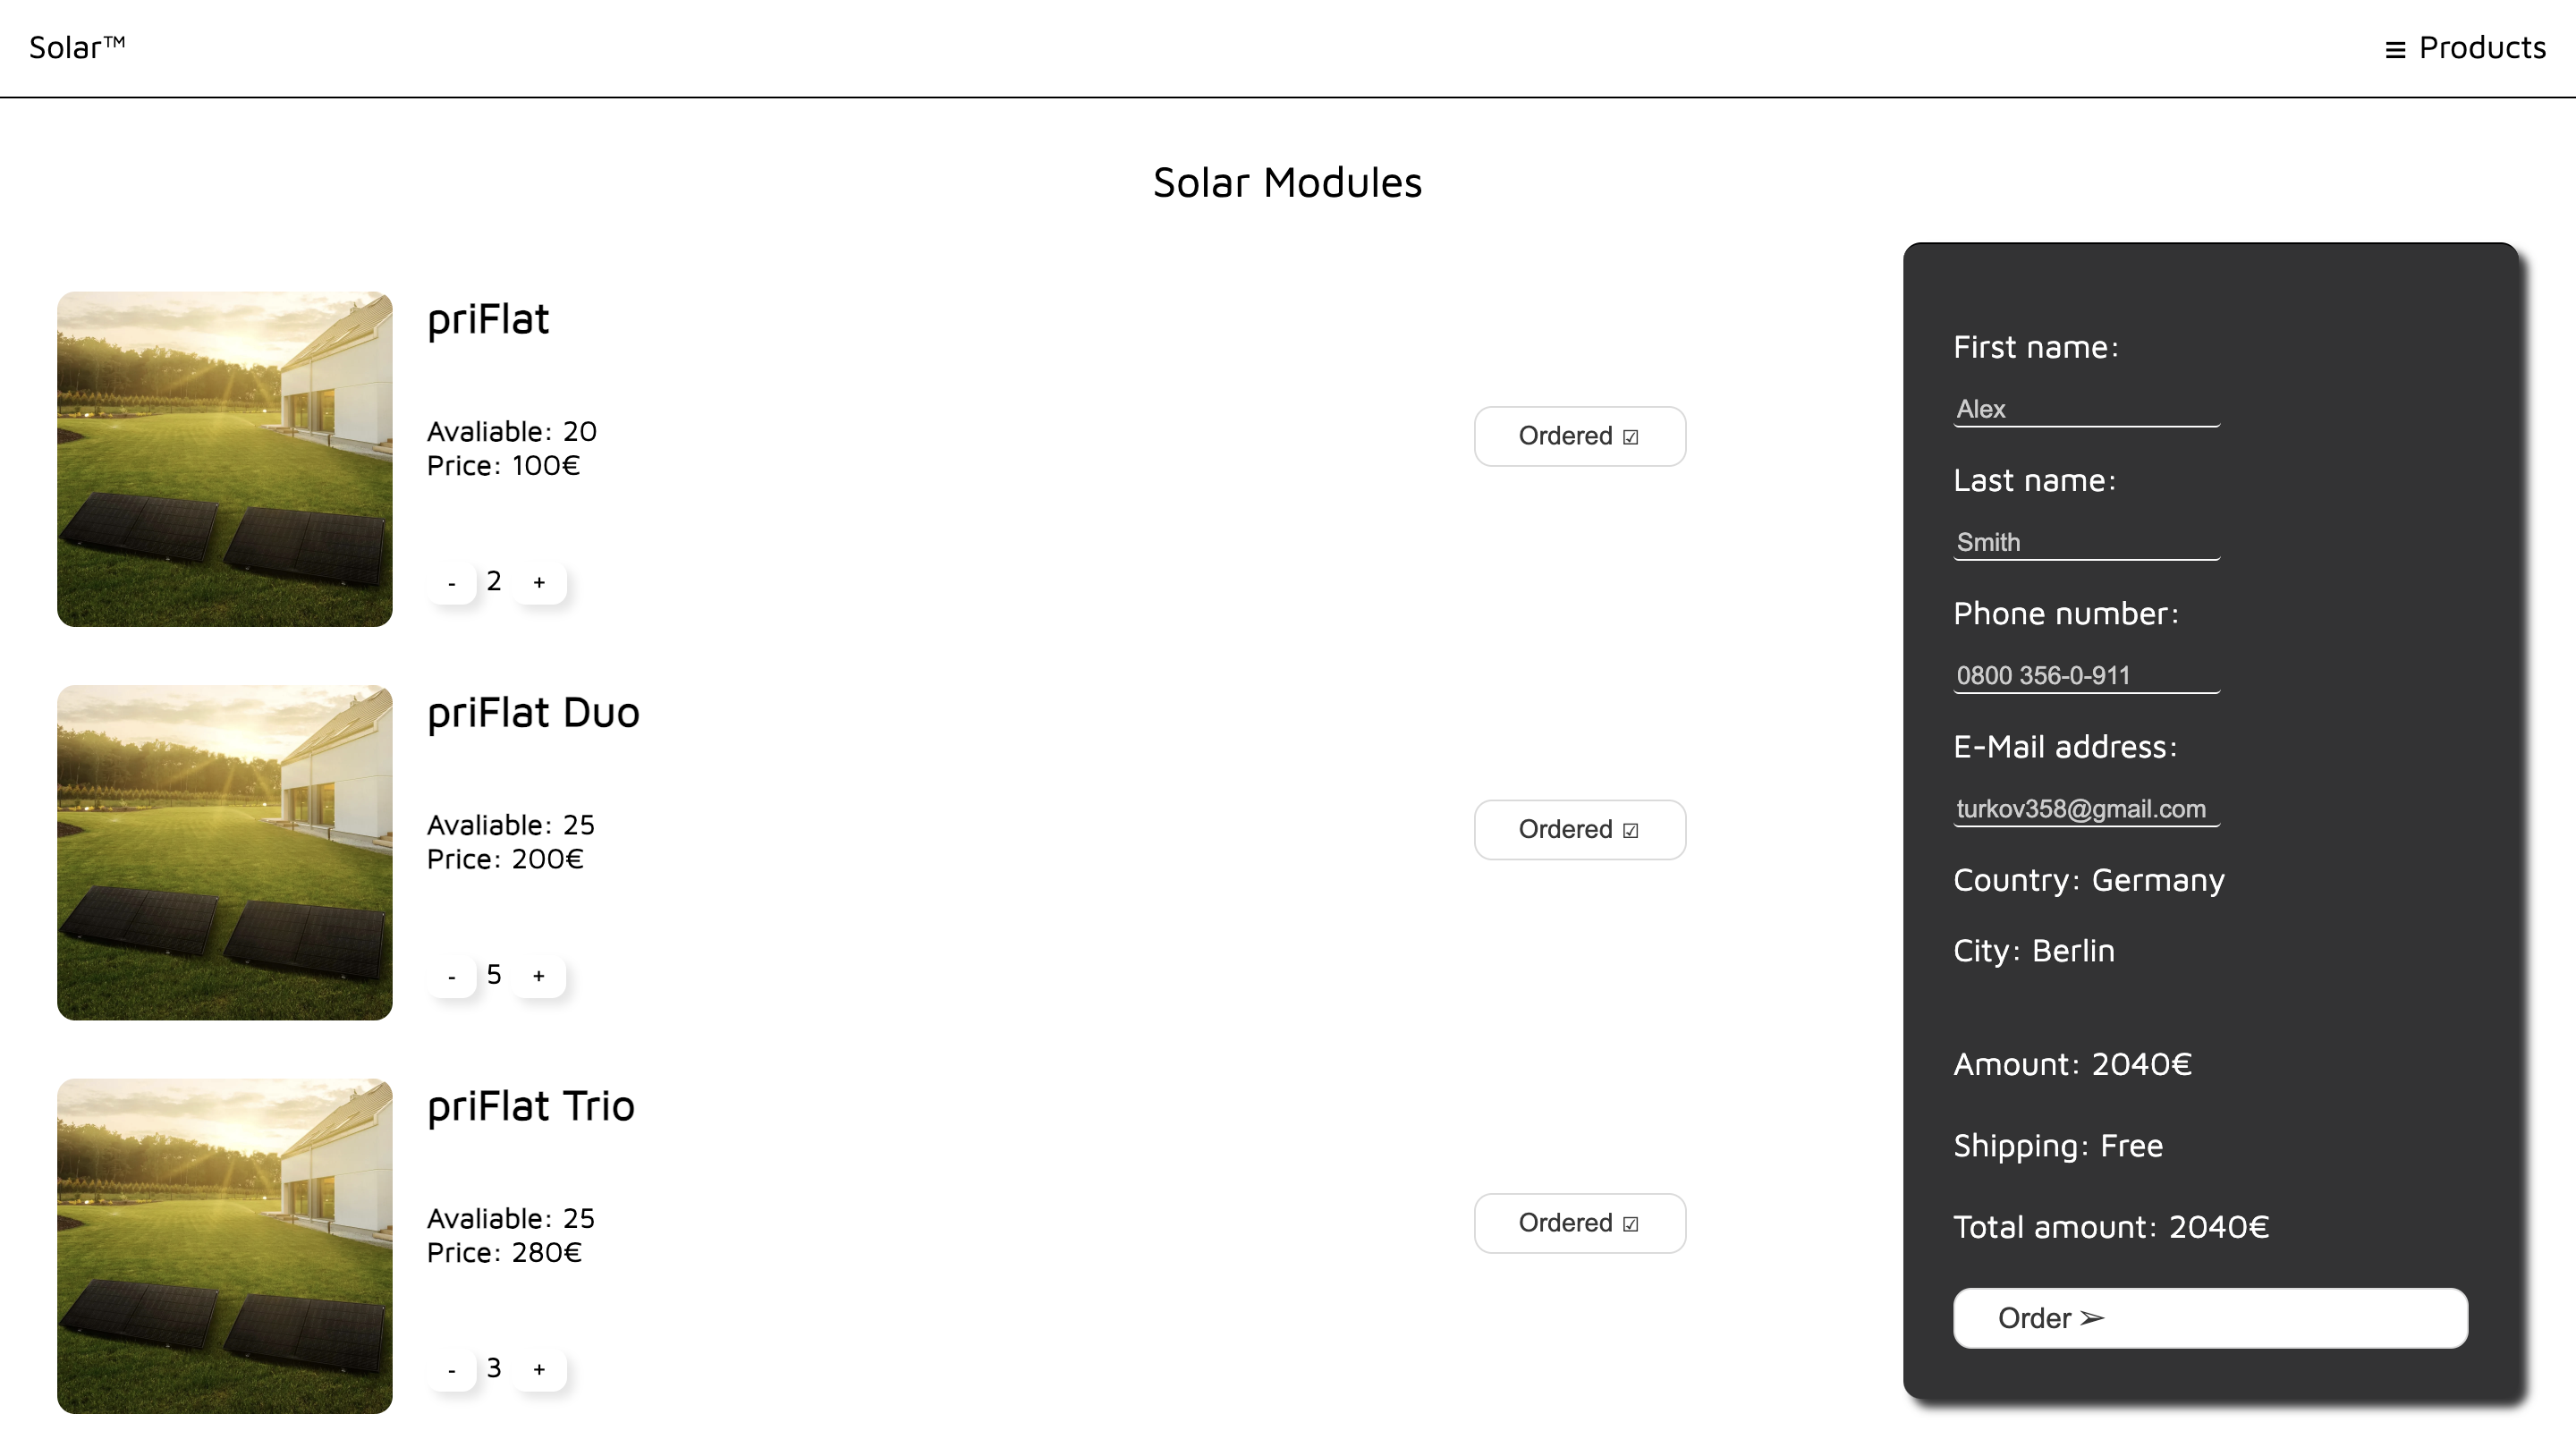 Solar™
≡ Products
Solar Modules
priFlat
Avaliable: 20
Price: 100€
- 2 +
Ordered ☑
priFlat Duo
Avaliable: 25
Price: 200€
- 5 +
Ordered ☑
priFlat Trio
Avaliable: 25
Price: 280€
- 3 +
Ordered ☑
First name:
Alex
Last name:
Smith
Phone number:
0800 356-0-911
E-Mail address:
turkov358@gmail.com
Country: Germany
City: Berlin
Amount: 2040€
Shipping: Free
Total amount: 2040€
Order ➢